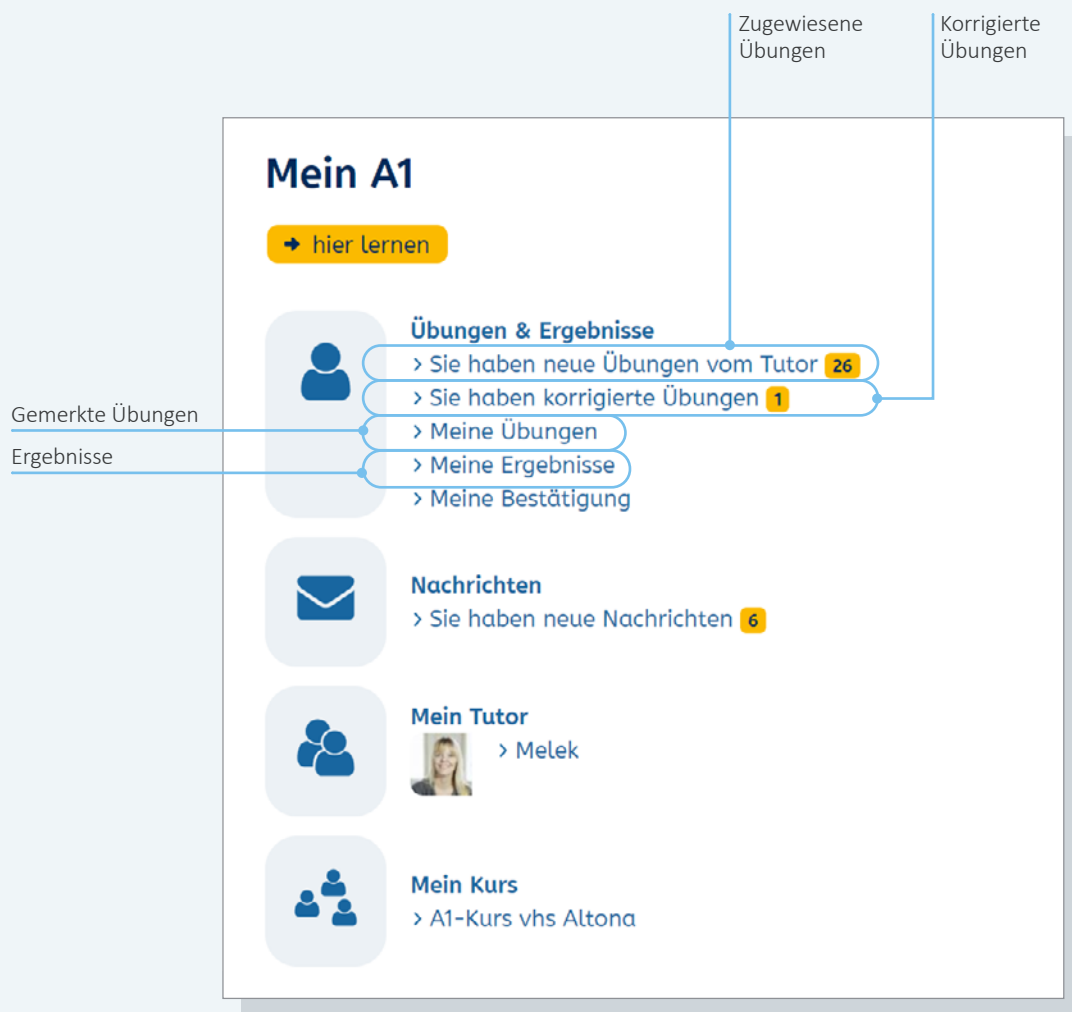 Zugewiesene
Übungen
Korrigierte
Übungen
Mein A1
hier lernen
Übungen & Ergebnisse
> Sie haben neue Übungen vom Tutor 26
> Sie haben korrigierte Übungen 1
Gemerkte Übungen
> Meine Übungen
Ergebnisse
> Meine Ergebnisse
> Meine Bestätigung
Nachrichten
> Sie haben neue Nachrichten 6
Mein Tutor
> Melek
Mein Kurs
> A1-Kurs vhs Altona